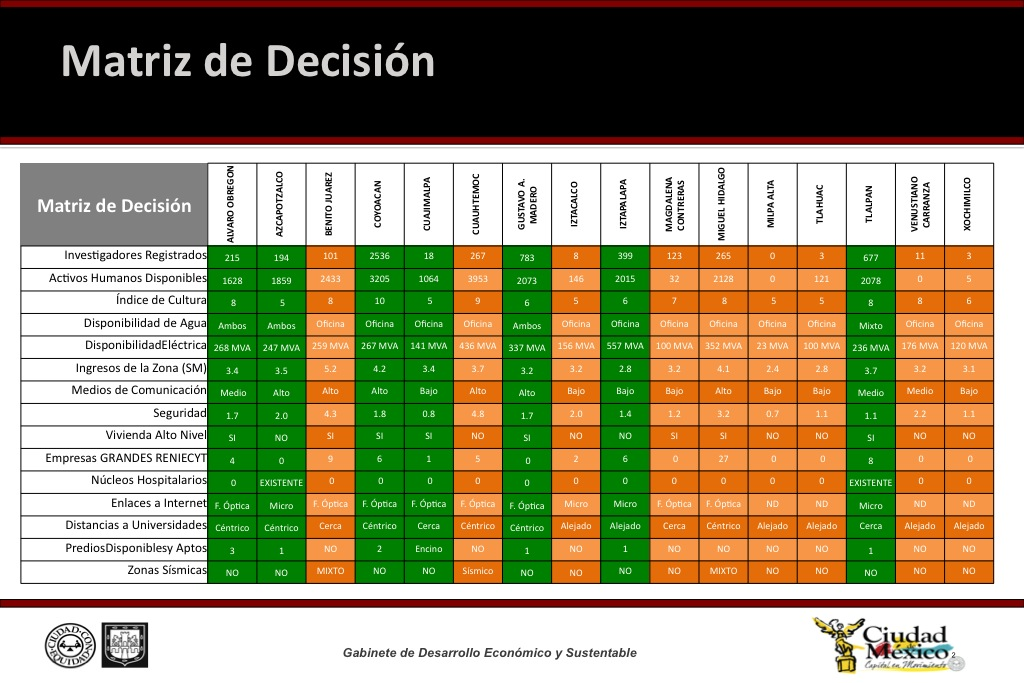 Matriz de Decisión
Matriz de Decisión ALVARO OBREGON AZCAPOTZALCO BENITO JUAREZ COYOACAN CUAJIMALPA CUAUHTEMOC GUSTAVO A. MADERO IZTACALCO IZTAPALAPA MAGDALENA CONTRERAS MIGUEL HIDALGO MILPA ALTA TLAHUAC TLALPAN VENUSTIANO CARRANZA XOCHIMILCO
Investigadores Registrados 215 194 101 2536 18 267 783 8 399 123 265 0 3 677 11 3
Activos Humanos Disponibles 1628 1859 2433 3205 1064 3953 2073 146 2015 32 2128 0 121 2078 0 5
Índice de Cultura 8 5 8 10 5 9 6 5 6 7 8 5 5 8 8 6
Disponibilidad de Agua Ambos Ambos Oficina Oficina Oficina Oficina Ambos Oficina Oficina Oficina Oficina Oficina Oficina Mixto Oficina Oficina
DisponibilidadEléctrica 268 MVA 247 MVA 259 MVA 267 MVA 141 MVA 436 MVA 337 MVA 156 MVA 557 MVA 100 MVA 352 MVA 23 MVA 100 MVA 236 MVA 176 MVA 120 MVA
Ingresos de la Zona (SM) 3.4 3.5 5.2 4.2 3.4 3.7 3.2 3.2 2.8 3.2 4.1 2.4 2.8 3.7 3.2 3.1
Medios de Comunicación Medio Alto Alto Alto Bajo Alto Alto Bajo Bajo Bajo Alto Bajo Bajo Medio Medio Bajo
Seguridad 1.7 2.0 4.3 1.8 0.8 4.8 1.7 2.0 1.4 1.2 3.2 0.7 1.1 1.1 2.2 1.1
Vivienda Alto Nivel SI NO SI SI SI NO SI NO NO SI SI NO NO SI NO NO
Empresas GRANDES RENIECYT 4 0 9 6 1 5 0 2 6 0 27 0 0 8 0 0
Núcleos Hospitalarios 0 EXISTENTE 0 0 0 0 0 0 0 0 0 0 0 EXISTENTE 0 0
Enlaces a Internet F. Óptica Micro F. Óptica F. Óptica F. Óptica F. Óptica F. Óptica Micro Micro Micro F. Óptica ND ND Micro ND ND
Distancias a Universidades Céntrico Céntrico Cerca Céntrico Cerca Céntrico Céntrico Alejado Alejado Cerca Céntrico Alejado Alejado Cerca Alejado Alejado
PrediosDisponiblesy Aptos 3 1 NO 2 Encino NO 1 NO 1 NO NO NO NO 1 NO NO
Zonas Sísmicas NO NO MIXTO NO NO Sísmico NO NO NO NO MIXTO NO NO NO NO NO
Gabinete de Desarrollo Económico y Sustentable
Ciudad
México
Capital en Movimiento
2